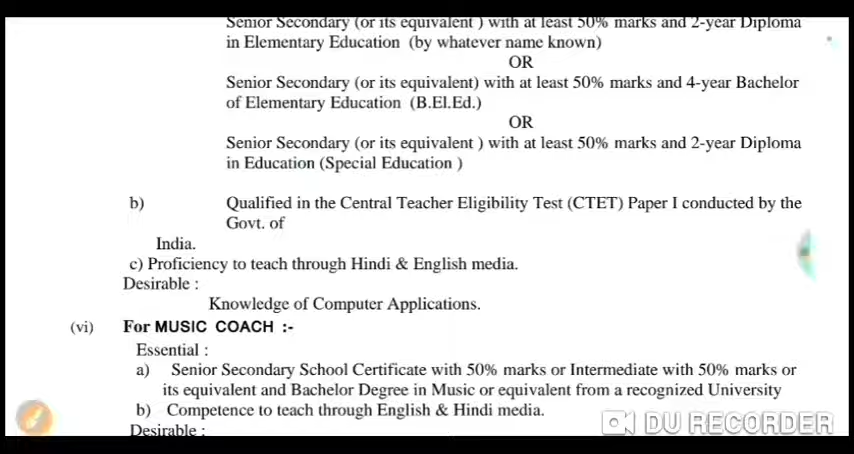 Senior Secondary (or its equivalent ) with at least 50% marks and 2-year Diploma
in Elementary Education (by whatever name known)
OR
Senior Secondary (or its equivalent) with at least 50% marks and 4-year Bachelor
of Elementary Education (B.El.Ed.)
OR
Senior Secondary (or its equivalent ) with at least 50% marks and 2-year Diploma
in Education (Special Education )
b) Qualified in the Central Teacher Eligibility Test (CTET) Paper I conducted by the
Govt. of
India.
c) Proficiency to teach through Hindi & English media.
Desirable :
Knowledge of Computer Applications.
(vi) For MUSIC COACH :-
Essential :
a) Senior Secondary School Certificate with 50% marks or Intermediate with 50% marks or
its equivalent and Bachelor Degree in Music or equivalent from a recognized University
b) Competence to teach through English & Hindi media.
Desirable :
DU RECORDER